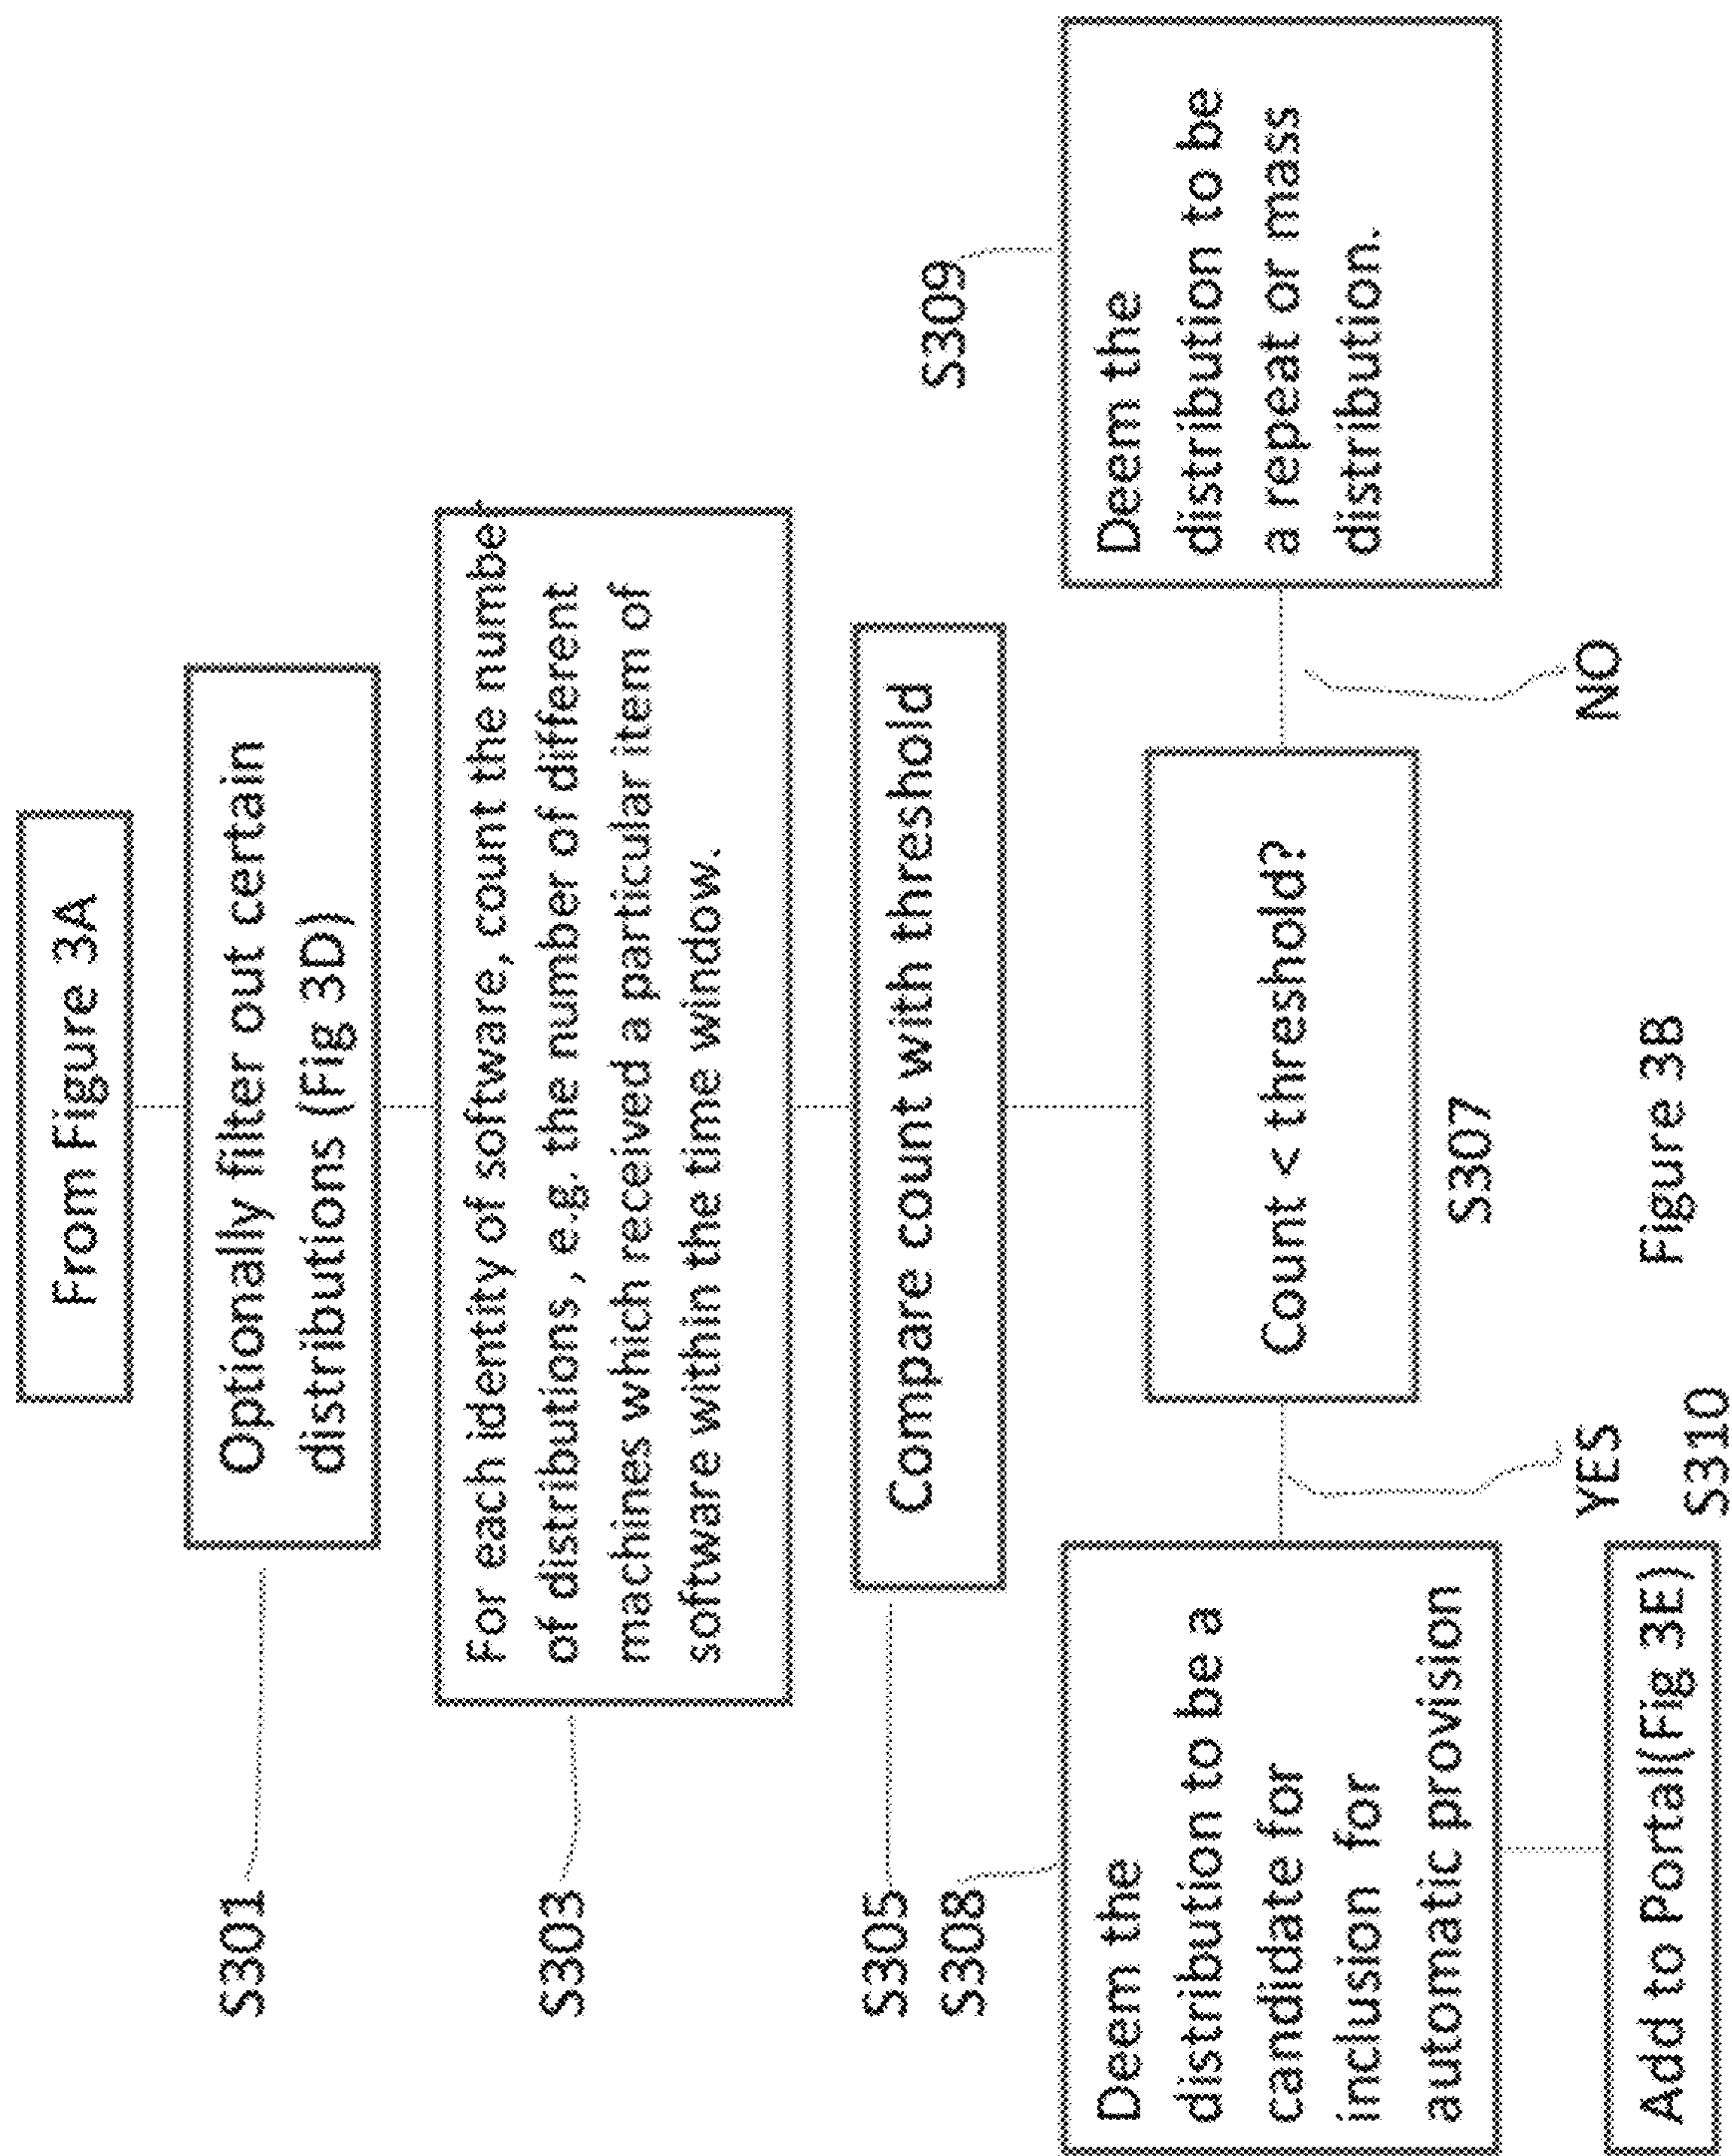 From Figure 3A
S301
Optionally filter out certain
distributions (Fig 3D)
S303
For each identity of software, count the number
of distributions , e.g. the number of different
machines which received a particular item of
software within the time window.
S305
Compare count with threshold
S308
Deem the
distribution to be a
candidate for
inclusion for
automatic provision
Count < threshold?
S307
S309
Deem the
distribution to be
a repeat or mass
distribution.
YES
NO
Add to Portal(Fig 3E)
S310
Figure 3B